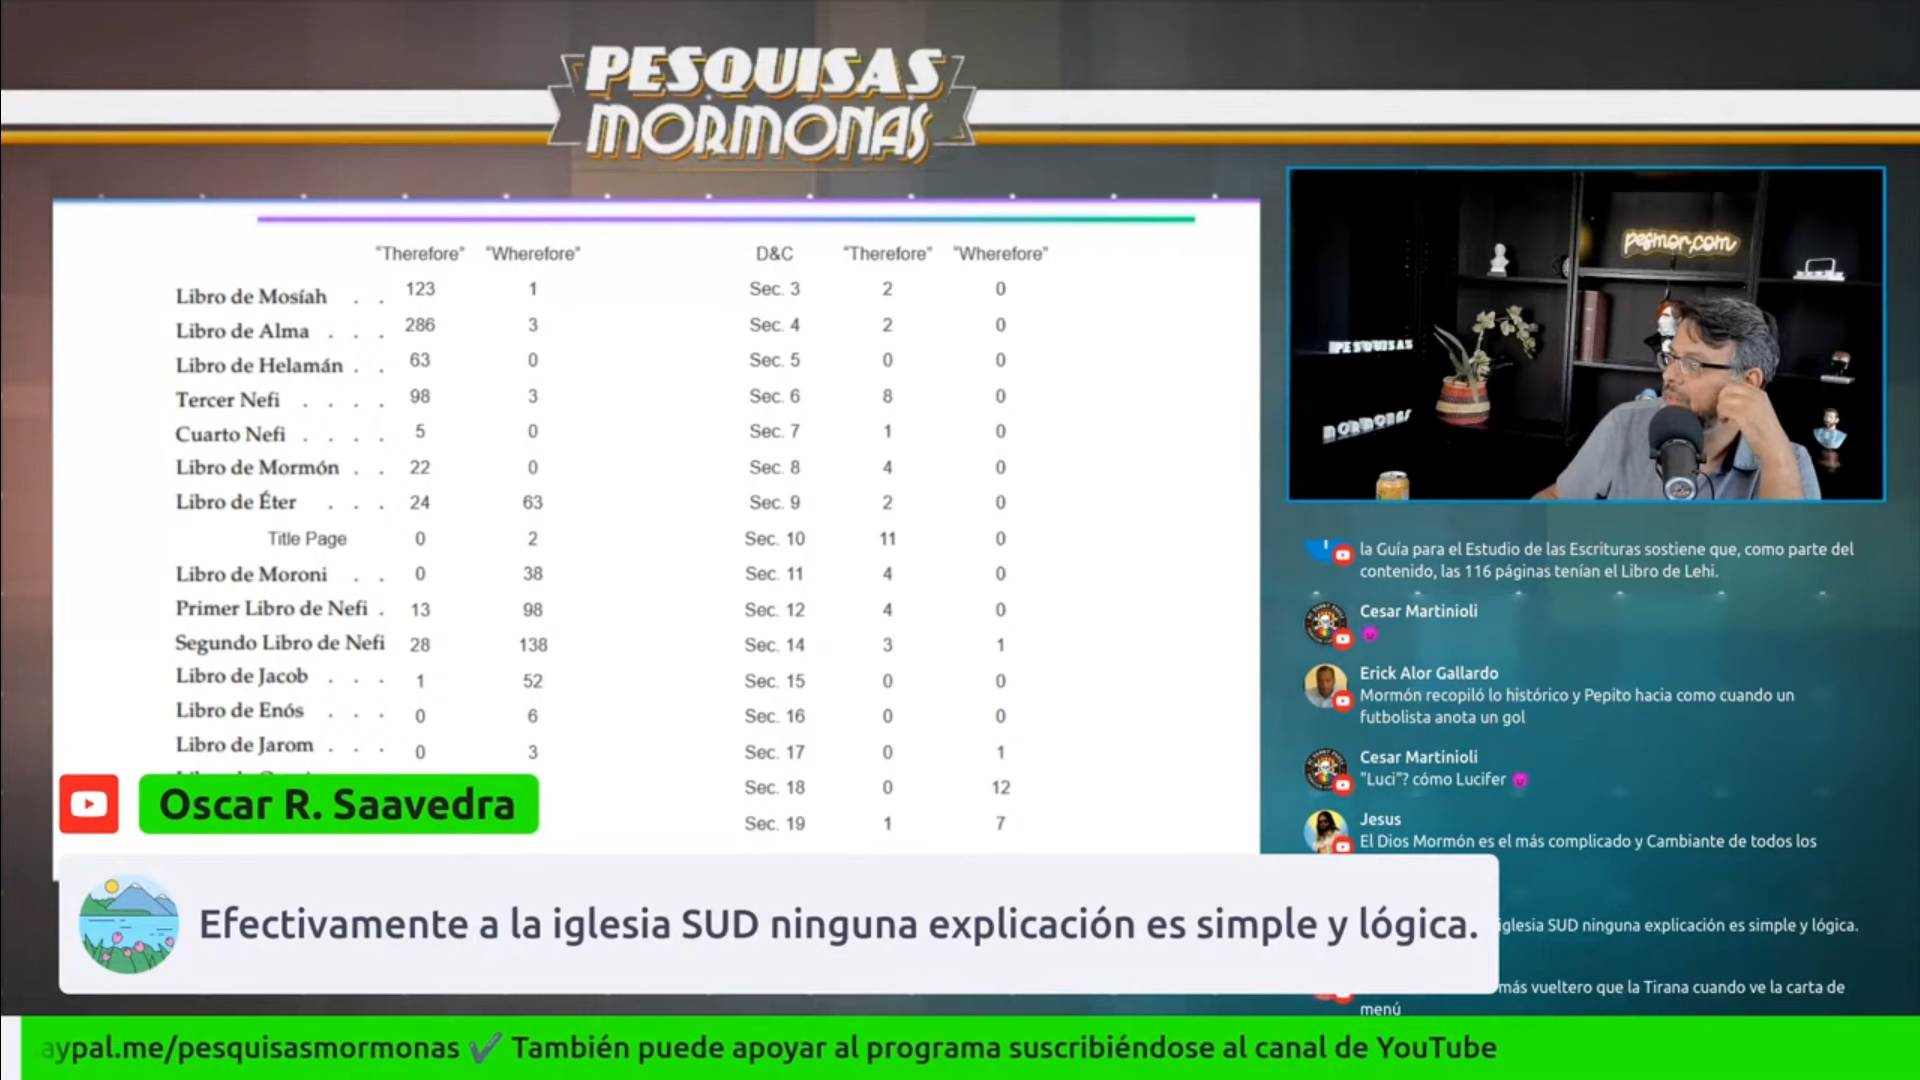 PESQUISAS
MORMONAS
"Therefore" "Wherefore" D&C "Therefore" "Wherefore"
Libro de Mosíah . . 123 1 Sec. 3 2 0
Libro de Alma . . . 286 3 Sec. 4 2 0
Libro de Helamán . . 63 0 Sec. 5 0 0
Tercer Nefi . . . . 98 3 Sec. 6 8 0
Cuarto Nefi . . . . 5 0 Sec. 7 1 0
Libro de Mormón . . 22 0 Sec. 8 4 0
Libro de Éter . . . 24 63 Sec. 9 2 0
Title Page 0 2 Sec. 10 11 0
Libro de Moroni . . 0 38 Sec. 11 4 0
Primer Libro de Nefi . 13 98 Sec. 12 4 0
Segundo Libro de Nefi 28 138 Sec. 14 3 1
Libro de Jacob . . . 1 52 Sec. 15 0 0
Libro de Enós . . . 0 6 Sec. 16 0 0
Libro de Jarom . . . 0 3 Sec. 17 0 1
Sec. 18 0 12
Sec. 19 1 7
pesmor.com
PESQUISAS
MORMONAS
la Guía para el Estudio de las Escrituras sostiene que, como parte del
contenido, las 116 páginas tenían el Libro de Lehi.
Cesar Martinioli
😈
Erick Alor Gallardo
Mormón recopiló lo histórico y Pepito hacia como cuando un
futbolista anota un gol
Cesar Martinioli
"Luci"? cómo Lucifer 😈
Jesus
El Dios Mormón es el más complicado y Cambiante de todos los
iglesia SUD ninguna explicación es simple y lógica.
más vueltero que la Tirana cuando ve la carta de
menú
Oscar R. Saavedra
Efectivamente a la iglesia SUD ninguna explicación es simple y lógica.
aypal.me/pesquisasmormonas ✔ También puede apoyar al programa suscribiéndose al canal de YouTube